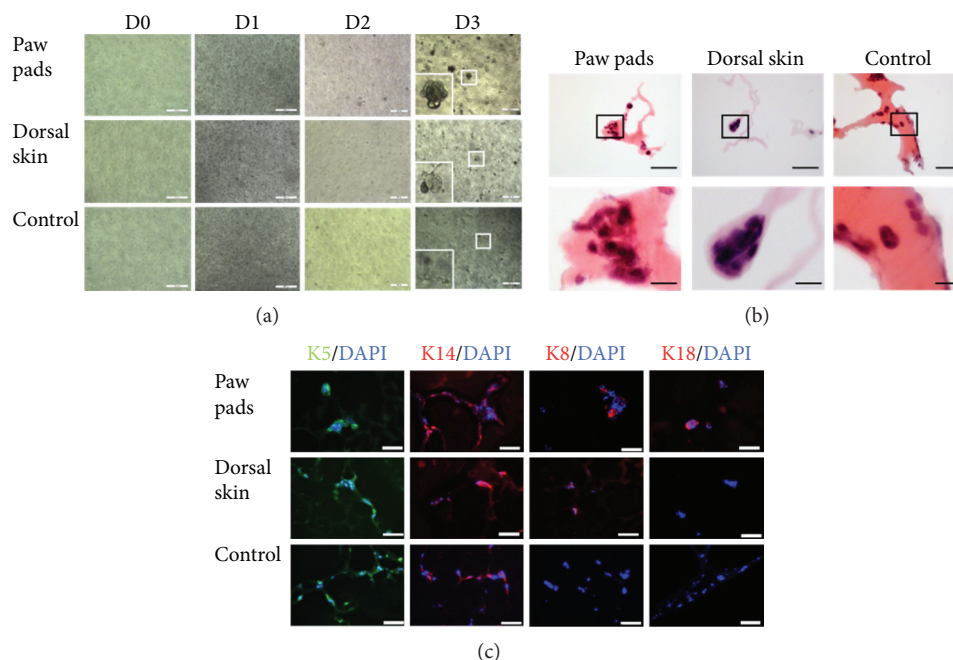 D0 D1 D2 D3
Paw
pads
Dorsal
skin
Control
(a)
Paw pads Dorsal skin Control
(b)
K5/DAPI K14/DAPI K8/DAPI K18/DAPI
Paw
pads
Dorsal
skin
Control
(c)